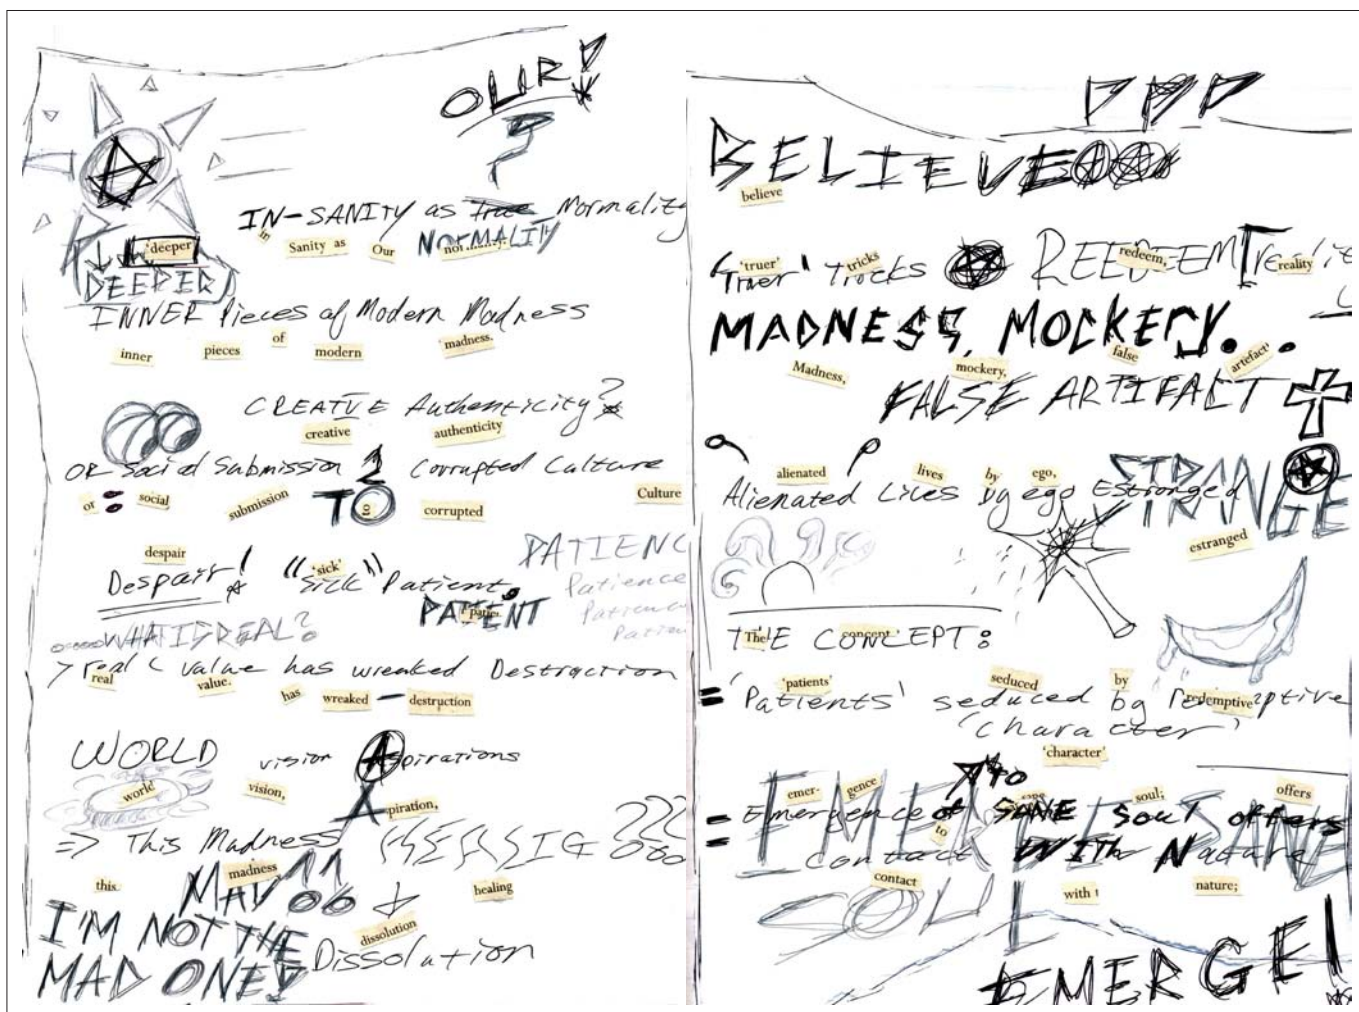 OUR!
?
IN-SANITY as true Normality
in Sanity as Our NORMALITY
'deeper
DEEPER)
INNER Pieces of Modern Madness
inner pieces of modern madness.
CREATIVE Authenticity?
creative authenticity
OR Social Submission 2 Corrupted Culture
or : social submission TO corrupted Culture
despair 'sick'
Despair! "Sick" Patient.
PATIENT
PATIENC
Patience
WHAT IS REAL?
> real < value has wreaked Destruction
real value. has wreaked – destruction
WORLD vision Aspirations
world vision, piration,
=> This Madness
this. madness healing
MAD
dissolution
I'M NOT THE
MAD ONE!
Dissolution
BELIEVE
believe
'truer' tricks redeem, reality
'Truer' tricks REDEEM
MADNESS, MOCKERY...
Madness, mockery, false artefact'
FALSE ARTIFACT
alienated lives by ego, STRANGE
Alienated Lives by ego Estranged
estranged
The concept
THE CONCEPT:
'patients' seduced by redemptive
= 'Patients' seduced by redemptive
'Character'
'character'
emer- gence to soul; offers
= Emergence of SANE Soul offers
to
contact WITH Nature
contact with nature;
EMERGE!